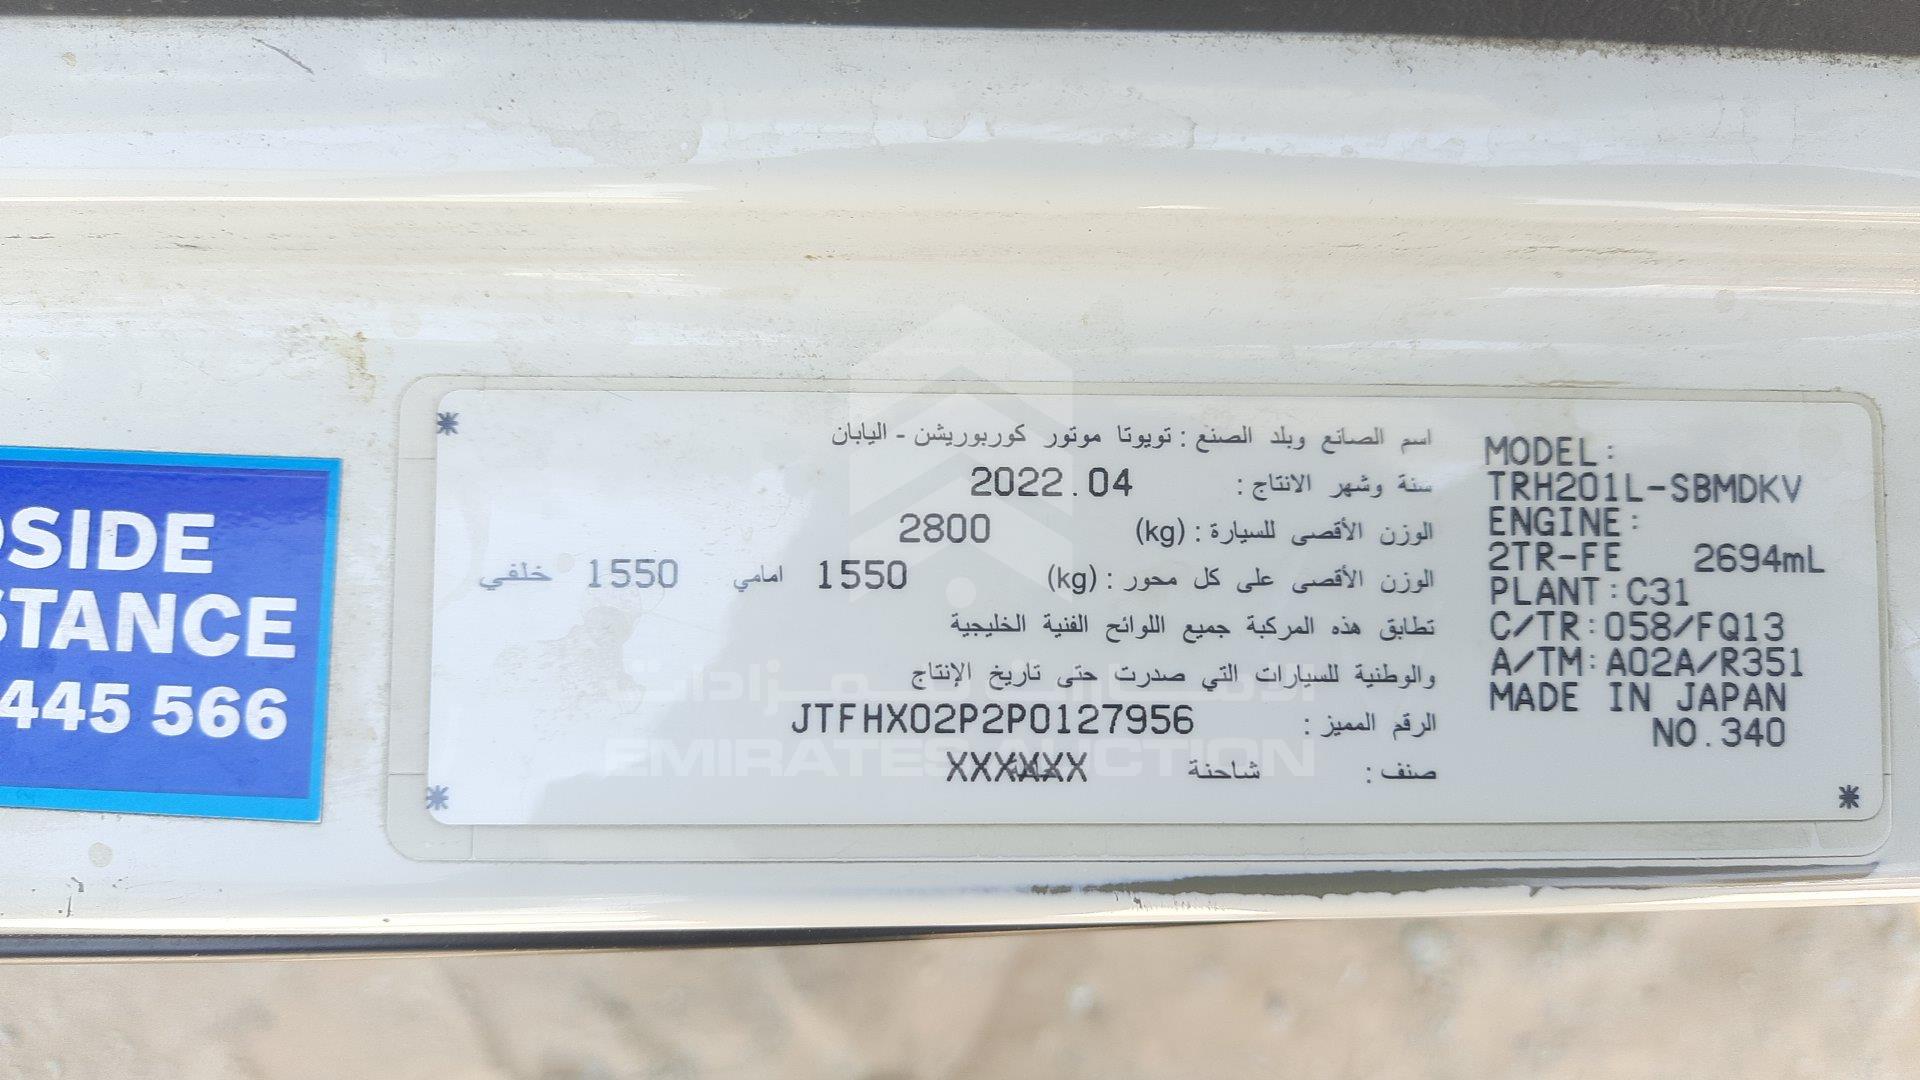 اسم الصانع وبلد الصنع : تويوتا موتور كوربوريشن - اليابان
سنة وشهر الانتاج : 2022.04
الوزن الأقصى للسيارة : (kg) 2800
الوزن الأقصى على كل محور : (kg) 1550 امامي 1550 خلفي
تطابق هذه المركبة جميع اللوائح الفنية الخليجية
والوطنية للسيارات التي صدرت حتى تاريخ الإنتاج
الرقم المميز : JTFHX02P2P0127956
صنف : شاحنة XXXXXX
MODEL:
TRH201L-SBMDKV
ENGINE:
2TR-FE 2694mL
PLANT:C31
C/TR:058/FQ13
A/TM:A02A/R351
MADE IN JAPAN
NO.340
SIDE
STANCE
445 566
الامارات للمزادات
EMIRATES AUCTION